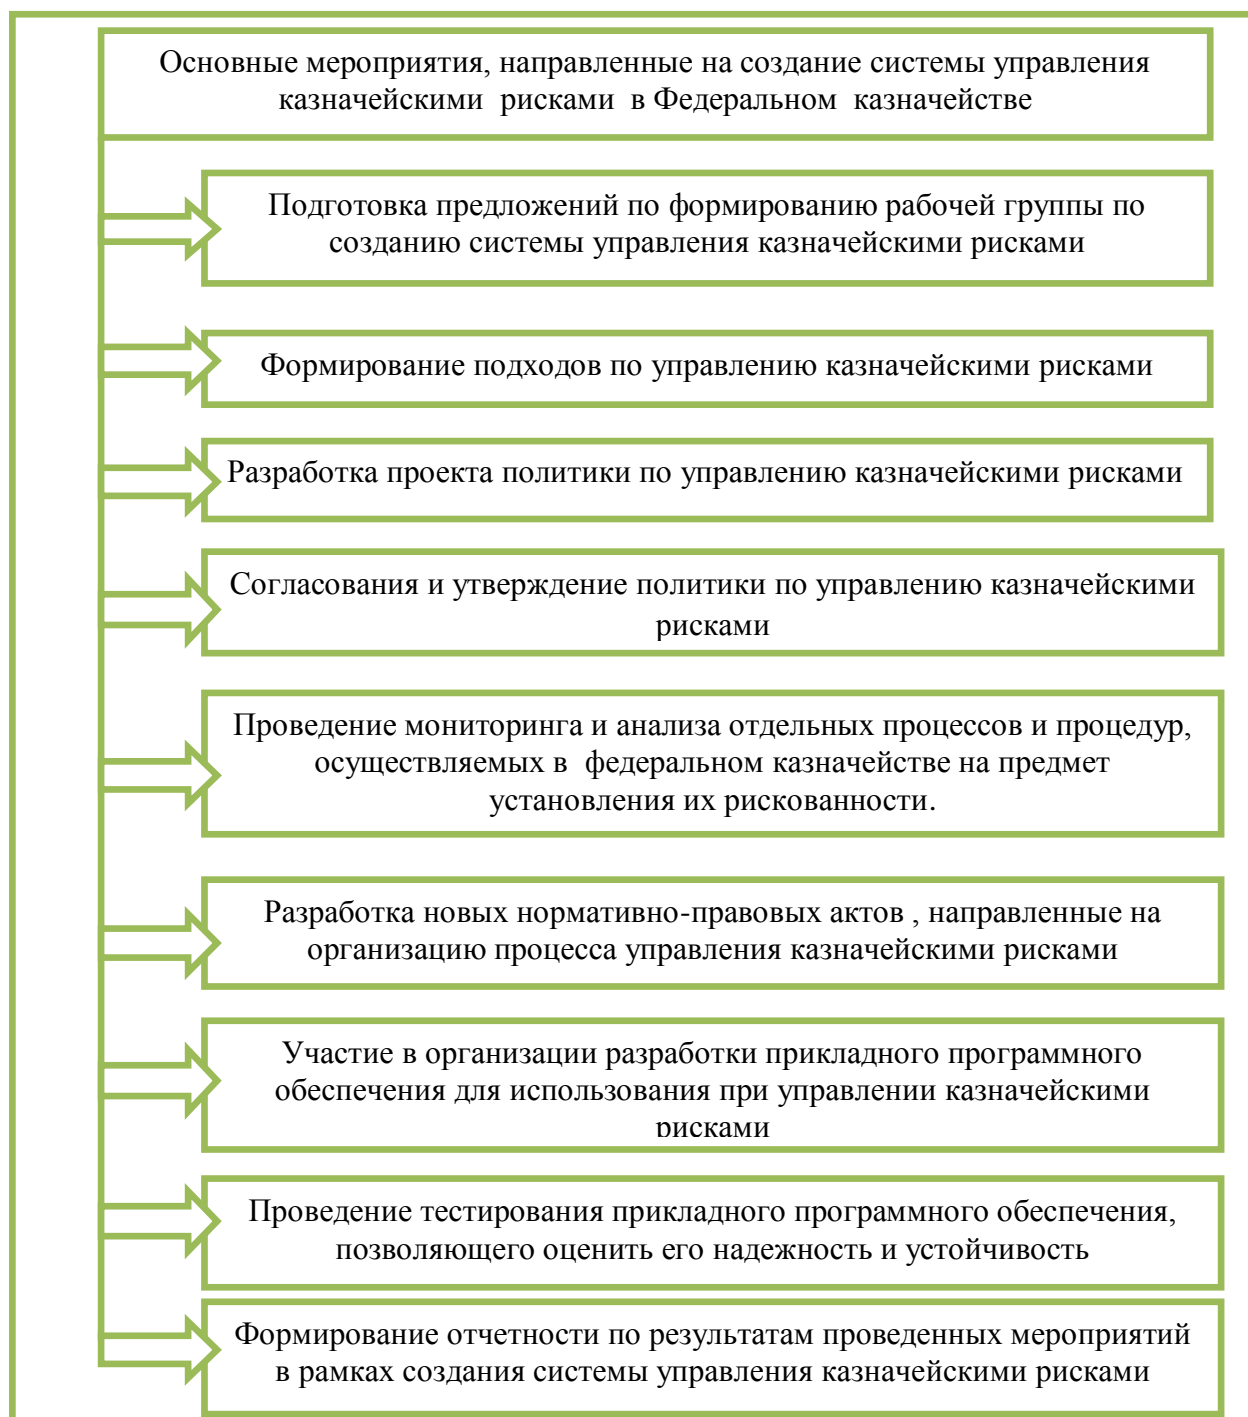 Основные мероприятия, направленные на создание системы управления
казначейскими рисками в Федеральном казначействе
Подготовка предложений по формированию рабочей группы по
созданию системы управления казначейскими рисками
Формирование подходов по управлению казначейскими рисками
Разработка проекта политики по управлению казначейскими рисками
Согласования и утверждение политики по управлению казначейскими
рисками
Проведение мониторинга и анализа отдельных процессов и процедур,
осуществляемых в федеральном казначействе на предмет
установления их рискованности.
Разработка новых нормативно-правовых актов , направленные на
организацию процесса управления казначейскими рисками
Участие в организации разработки прикладного программного
обеспечения для использования при управлении казначейскими
рисками
Проведение тестирования прикладного программного обеспечения,
позволяющего оценить его надежность и устойчивость
Формирование отчетности по результатам проведенных мероприятий
в рамках создания системы управления казначейскими рисками